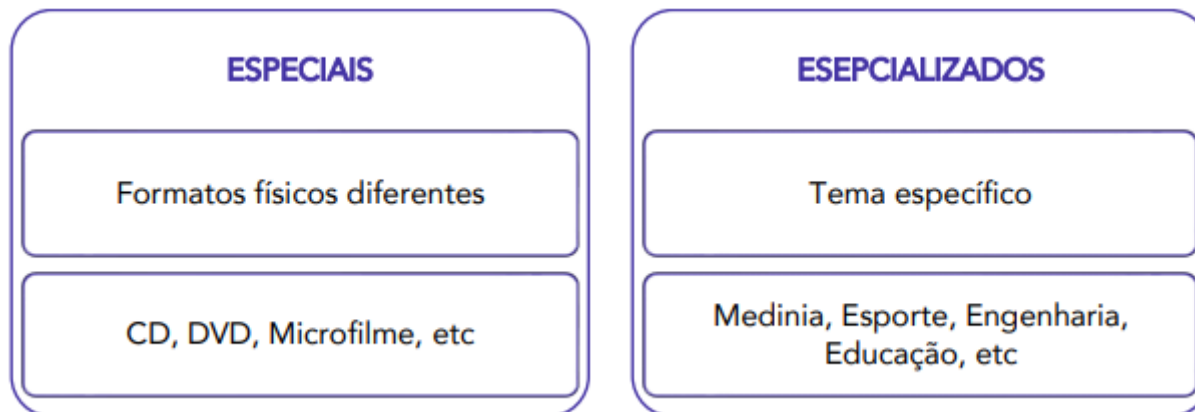 ESPECIAIS
Formatos físicos diferentes
CD, DVD, Microfilme, etc
ESEPCIALIZADOS
Tema específico
Medinia, Esporte, Engenharia,
Educação, etc